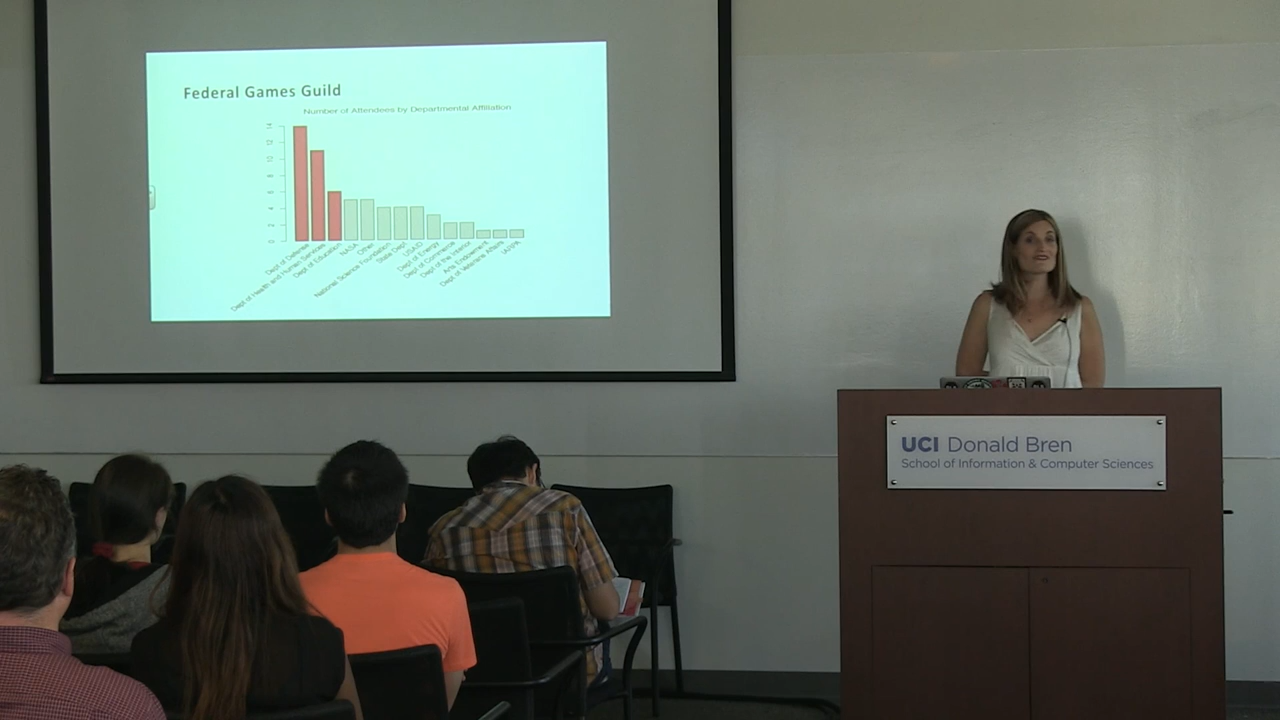 Federal Games Guild
Number of Attendees by Departmental Affiliation
Dept of Defense
Dept of Health and Human Services
Dept of Education
NASA
Other
National Science Foundation
State Dept
USAID
Dept of Energy
Dept of Commerce
Dept of the Interior
Arts Endowment
Dept of Veterans Affairs
UCI Donald Bren
School of Information & Computer Sciences